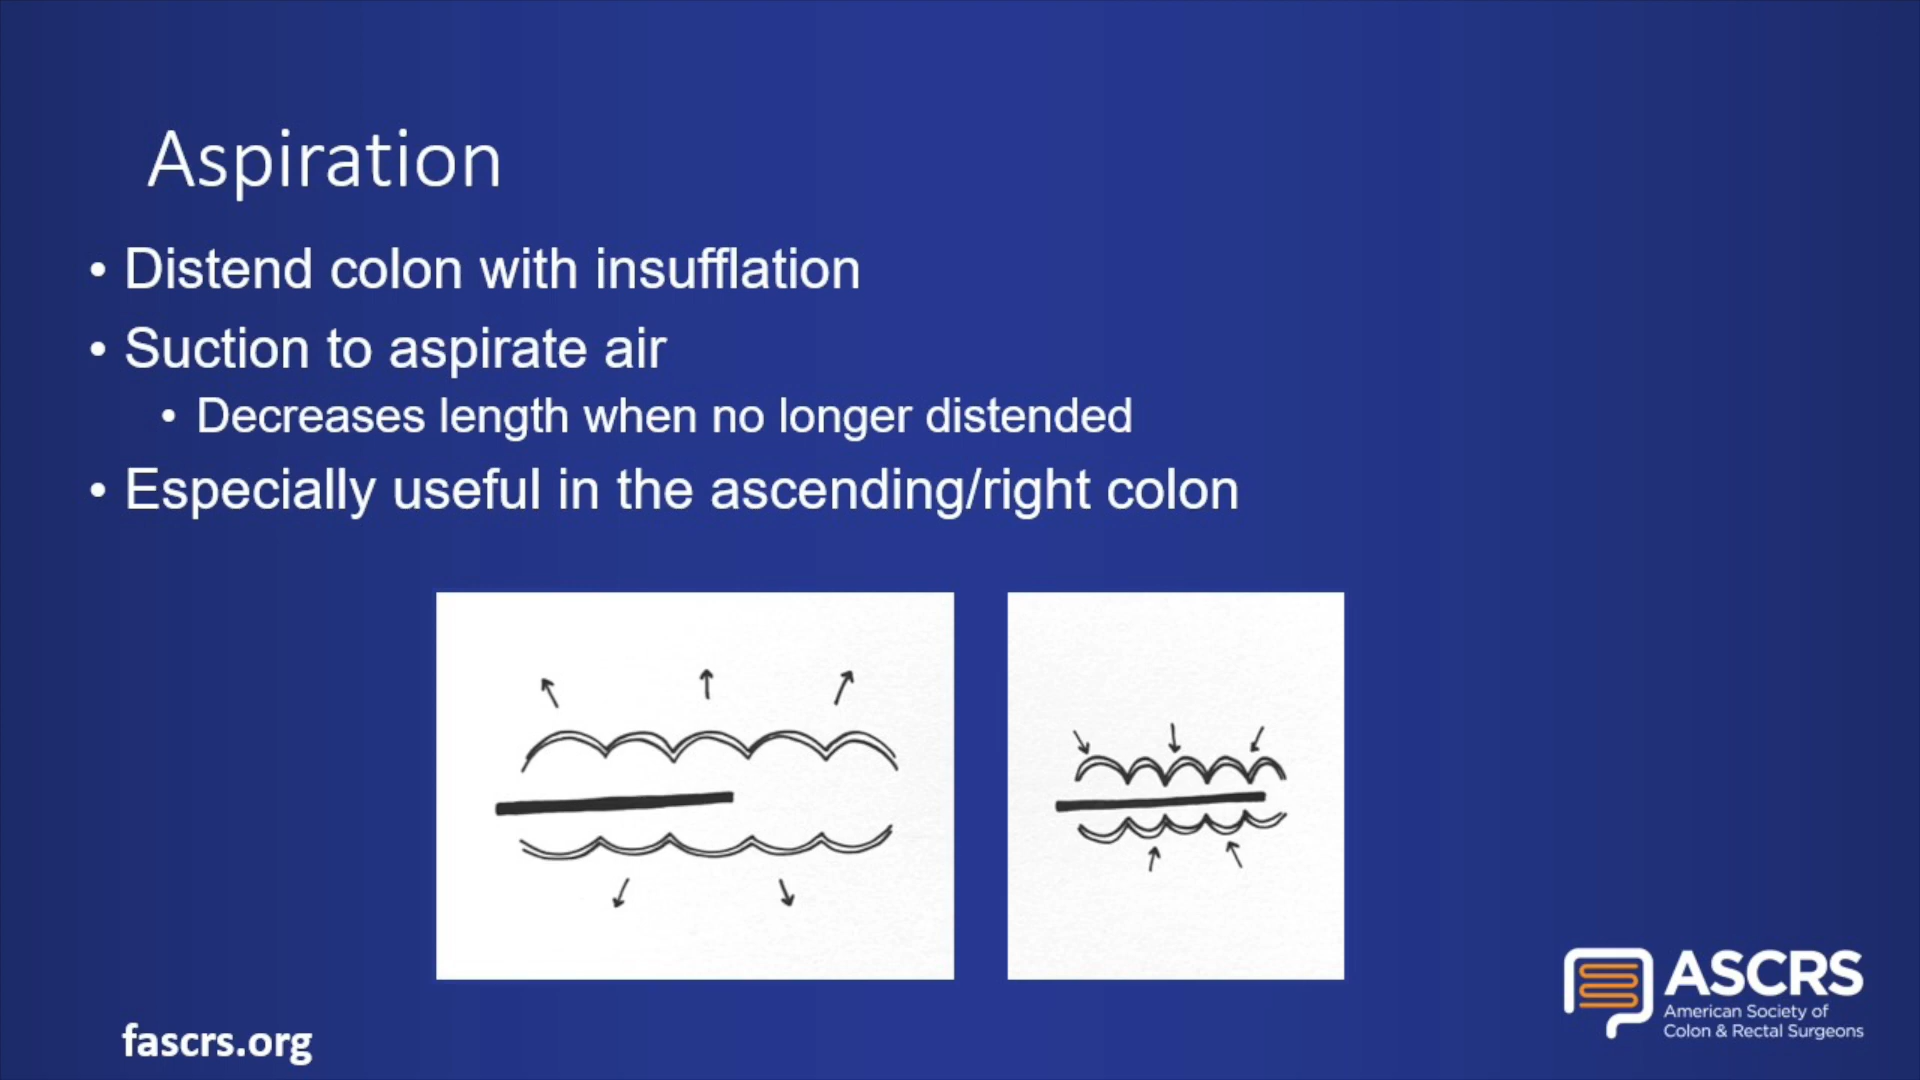 Aspiration
• Distend colon with insufflation
• Suction to aspirate air
• Decreases length when no longer distended
• Especially useful in the ascending/right colon
fascrs.org
ASCRS
American Society of
Colon & Rectal Surgeons